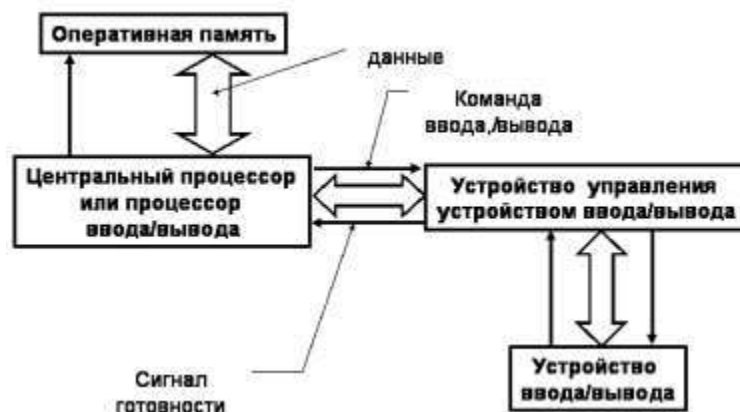 Оперативная память
данные
Команда
ввода,/вывода
Центральный процессор
или процессор
ввода/вывода
Устройство управления
устройством ввода/вывода
Сигнал
готовности
Устройство
ввода/вывода